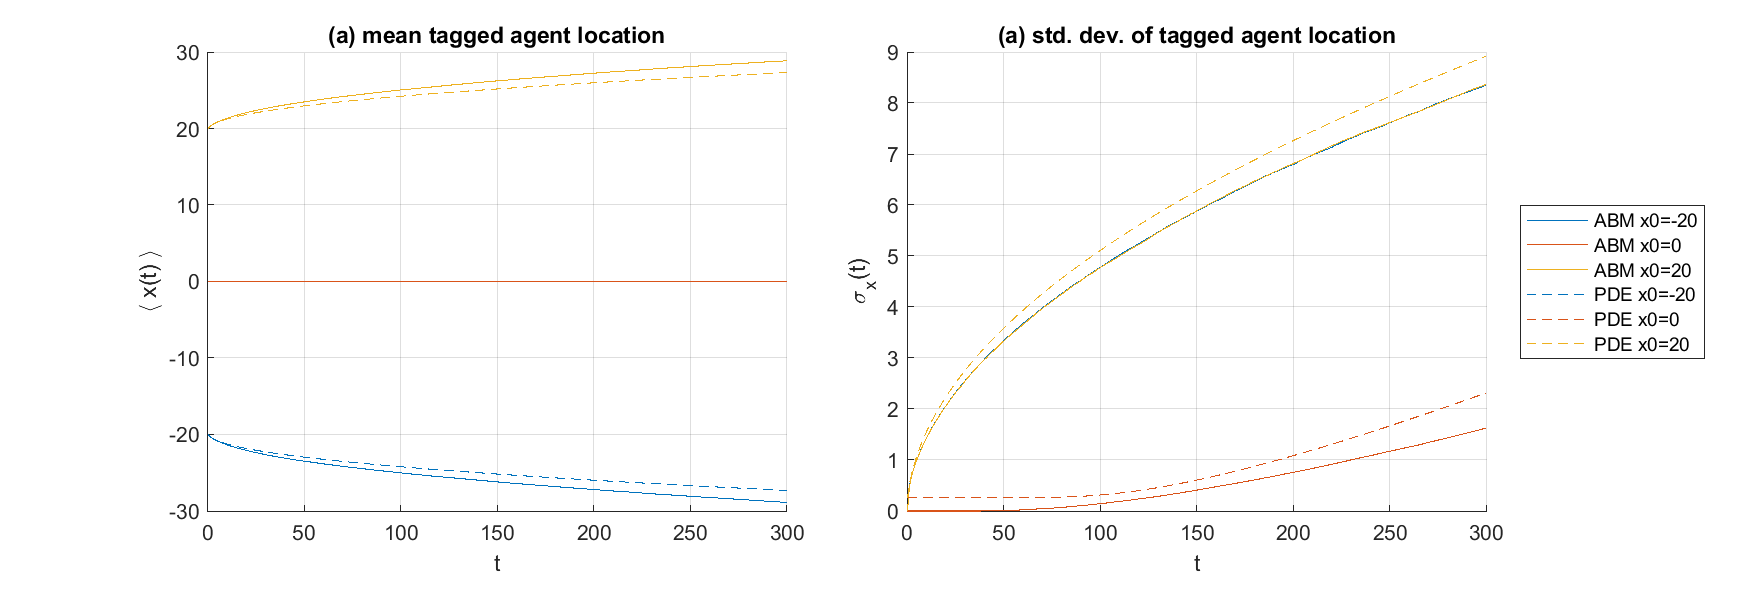 (a) mean tagged agent location
30
20
10
0
-10
-20
-30
⟨ x(t) ⟩
0 50 100 150 200 250 300
t
(a) std. dev. of tagged agent location
9
8
7
6
5
4
3
2
1
0
σx(t)
0 50 100 150 200 250 300
t
ABM x0=-20
ABM x0=0
ABM x0=20
PDE x0=-20
PDE x0=0
PDE x0=20